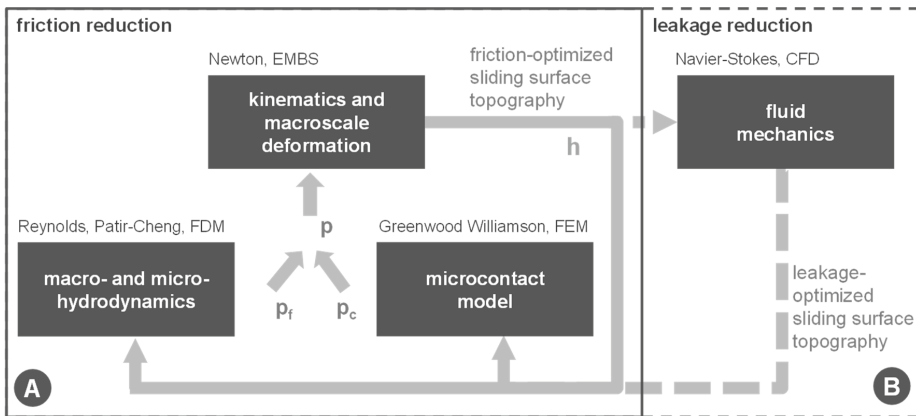 friction reduction
leakage reduction
Newton, EMBS
kinematics and
macroscale
deformation
friction-optimized
sliding surface
topography
h
Navier-Stokes, CFD
fluid
mechanics
p
Reynolds, Patir-Cheng, FDM
macro- and micro-
hydrodynamics
pf
pc
Greenwood Williamson, FEM
microcontact
model
leakage-
optimized
sliding surface
topography
A
B